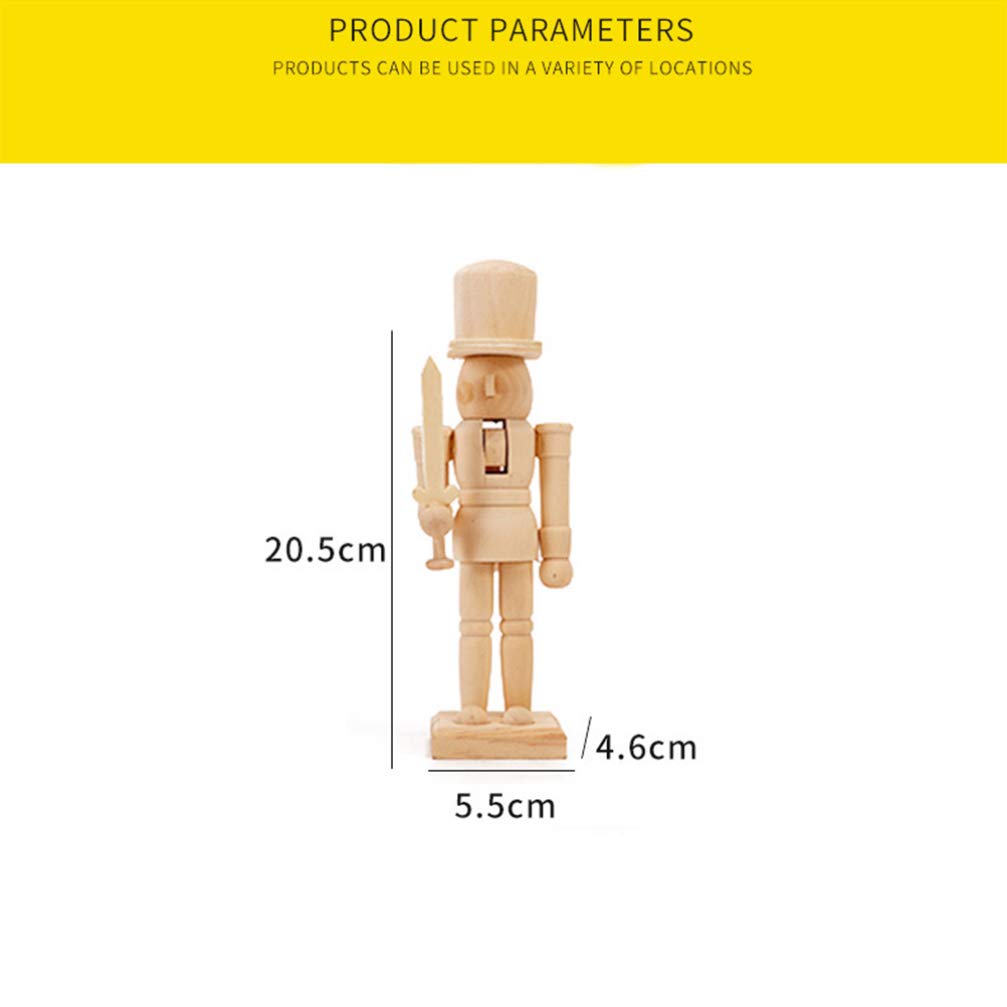 PRODUCT PARAMETERS
PRODUCTS CAN BE USED IN A VARIETY OF LOCATIONS
20.5cm
4.6cm
5.5cm